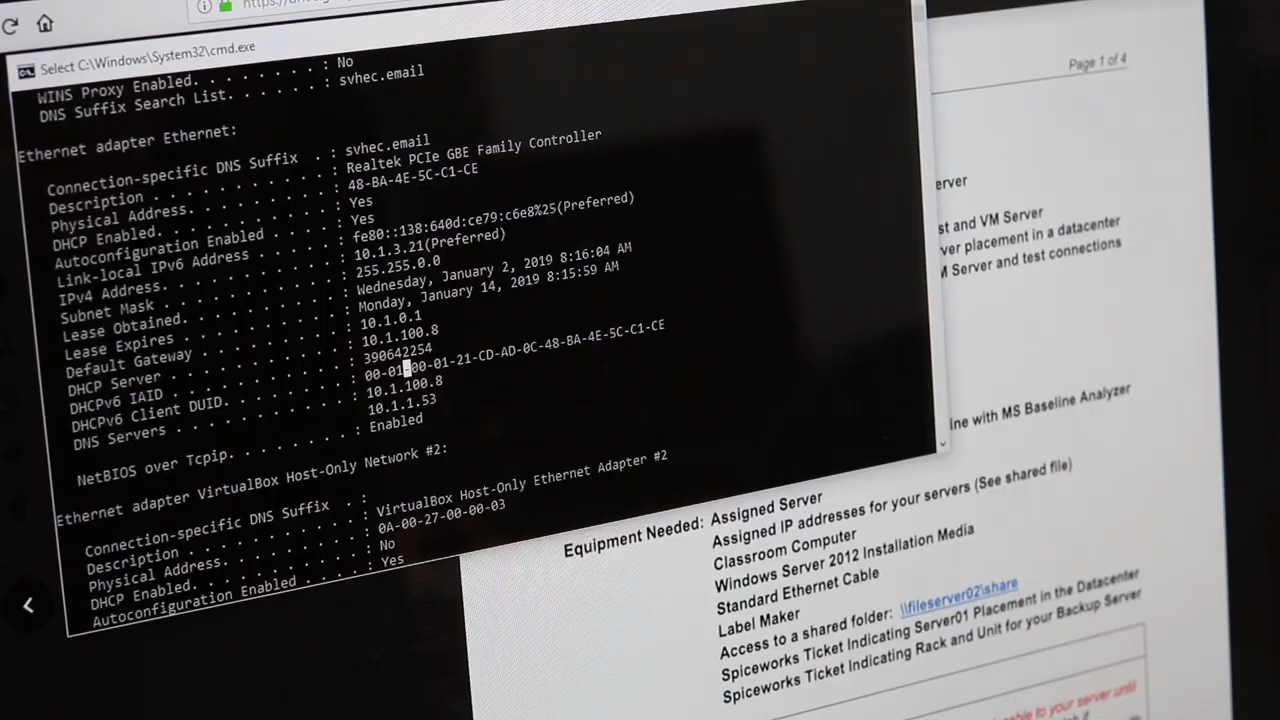 Select C:\Windows\System32\cmd.exe
WINS Proxy Enabled. . . . . . . . : No
DNS Suffix Search List. . . . . . : svhec.email
Ethernet adapter Ethernet:
Connection-specific DNS Suffix . : svhec.email
Description . . . . . . . . . . . : Realtek PCIe GBE Family Controller
Physical Address. . . . . . . . . : 48-BA-4E-5C-C1-CE
DHCP Enabled. . . . . . . . . . . : Yes
Autoconfiguration Enabled . . . . : Yes
Link-local IPv6 Address . . . . . : fe80::138:640d:ce79:c6e8%25(Preferred)
IPv4 Address. . . . . . . . . . . : 10.1.3.21(Preferred)
Subnet Mask . . . . . . . . . . . : 255.255.0.0
Lease Obtained. . . . . . . . . . : Wednesday, January 2, 2019 8:16:04 AM
Lease Expires . . . . . . . . . . : Monday, January 14, 2019 8:15:59 AM
Default Gateway . . . . . . . . . : 10.1.0.1
DHCP Server . . . . . . . . . . . : 10.1.100.8
DHCPv6 IAID . . . . . . . . . . . : 390642254
DHCPv6 Client DUID. . . . . . . . : 00-01-00-01-21-CD-AD-0C-48-BA-4E-5C-C1-CE
DNS Servers . . . . . . . . . . . : 10.1.100.8
10.1.1.53
NetBIOS over Tcpip. . . . . . . . : Enabled
Ethernet adapter VirtualBox Host-Only Network #2:
Connection-specific DNS Suffix . :
Description . . . . . . . . . . . : VirtualBox Host-Only Ethernet Adapter #2
Physical Address. . . . . . . . . : 0A-00-27-00-00-03
DHCP Enabled. . . . . . . . . . . : No
Autoconfiguration Enabled . . . . : Yes
Page 1 of 4
erver
st and VM Server
ver placement in a datacenter
M Server and test connections
ine with MS Baseline Analyzer
Equipment Needed: Assigned Server
Assigned IP addresses for your servers (See shared file)
Classroom Computer
Windows Server 2012 Installation Media
Standard Ethernet Cable
Label Maker
Access to a shared folder: \\fileserver02\share
Spiceworks Ticket Indicating Server01 Placement in the Datacenter
Spiceworks Ticket Indicating Rack and Unit for your Backup Server
to your server until